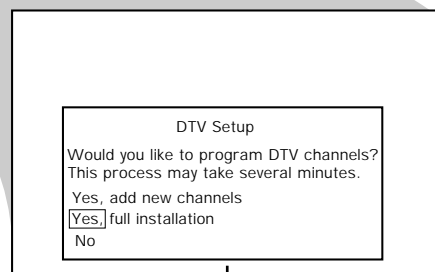 DTV Setup
Would you like to program DTV channels?
This process may take several minutes.
Yes, add new channels
Yes, full installation
No